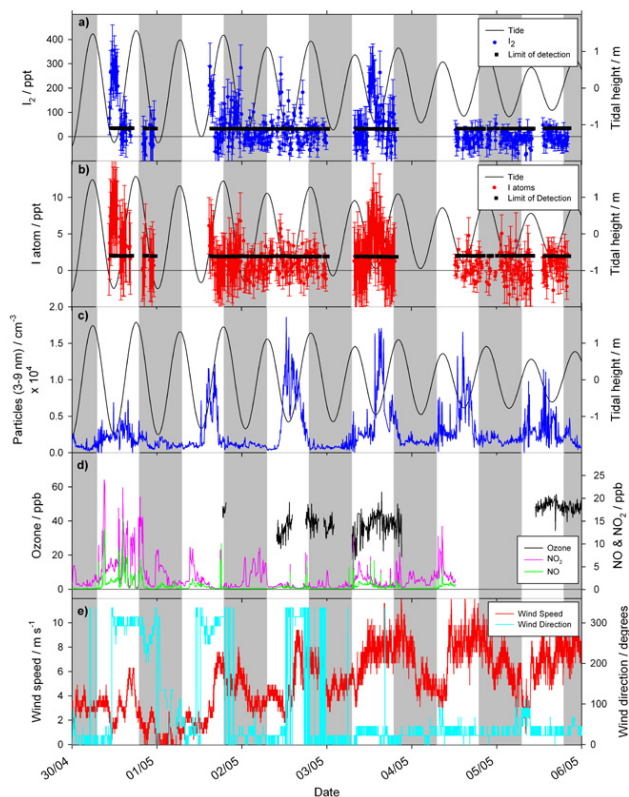 a)
I2 / ppt
400
300
200
100
0
Tide
I2
Limit of detection
1
0
-1
Tidal height / m
b)
I atom / ppt
10
5
0
Tide
I atoms
Limit of Detection
1
0
-1
Tidal height / m
c)
Particles (3-9 nm) / cm-3
x 10^4
2.0
1.5
1.0
0.5
0.0
1
0
-1
Tidal height / m
d)
Ozone / ppb
60
40
20
0
Ozone
NO2
NO
25
20
15
10
5
0
NO & NO2 / ppb
e)
Wind speed / m s-1
10
8
6
4
2
0
Wind Speed
Wind Direction
300
200
100
0
Wind direction / degrees
30/04
01/05
02/05
03/05
04/05
05/05
06/05
Date